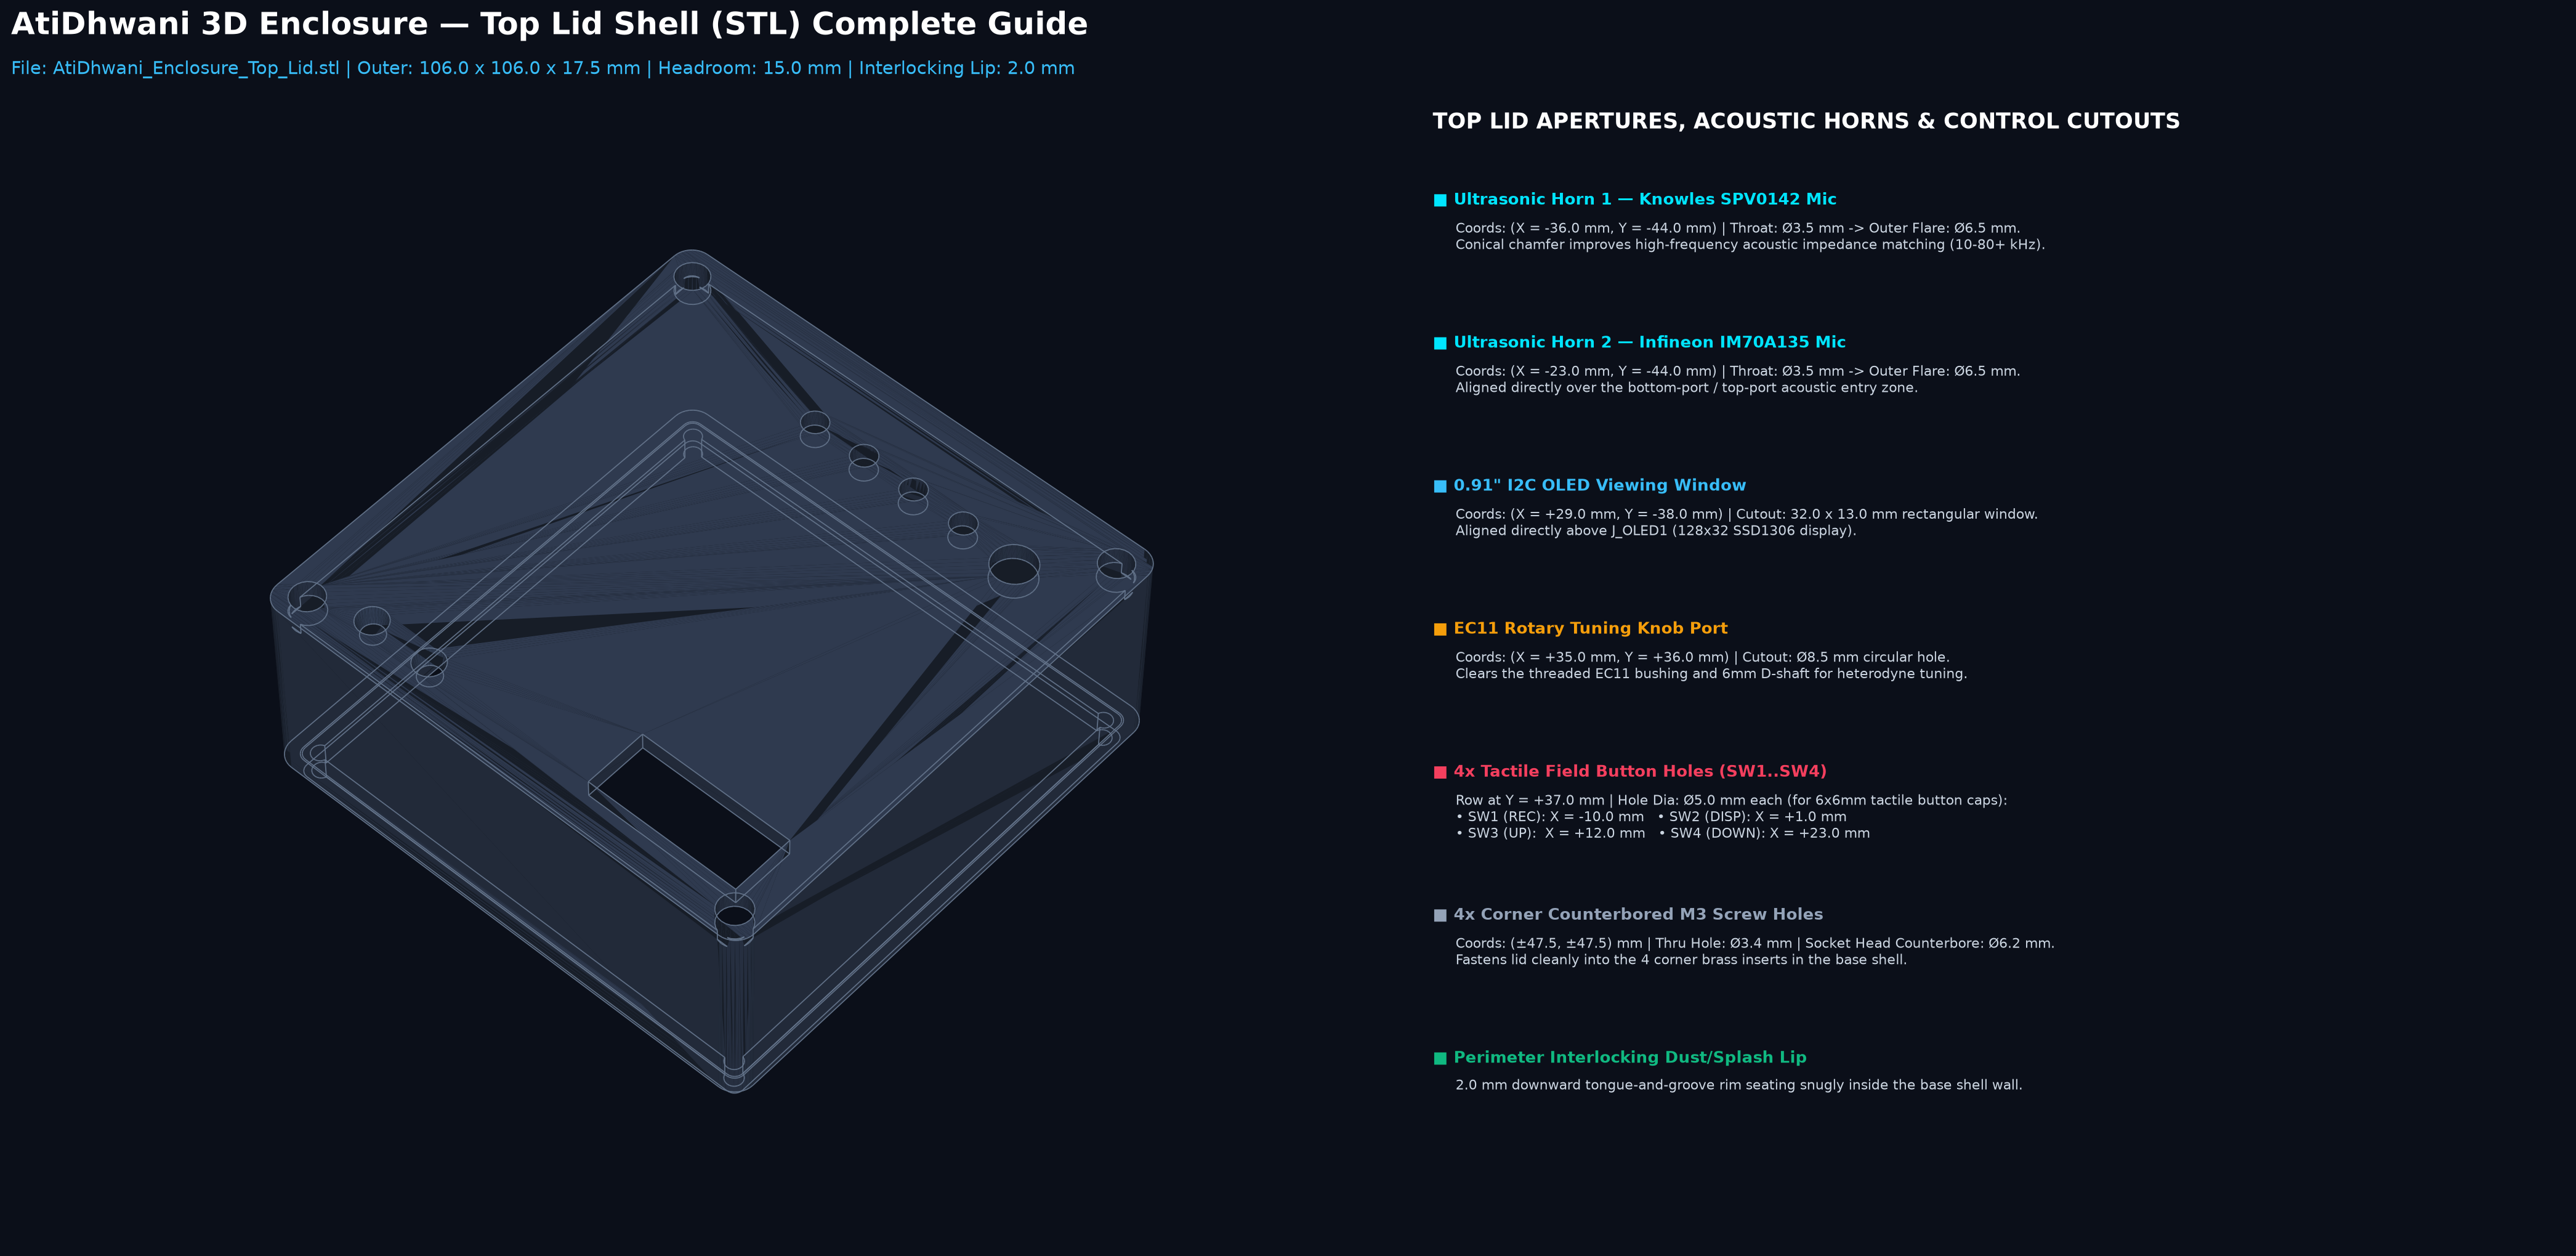 AtiDhwani 3D Enclosure — Top Lid Shell (STL) Complete Guide
File: AtiDhwani_Enclosure_Top_Lid.stl | Outer: 106.0 x 106.0 x 17.5 mm | Headroom: 15.0 mm | Interlocking Lip: 2.0 mm
TOP LID APERTURES, ACOUSTIC HORNS & CONTROL CUTOUTS
■ Ultrasonic Horn 1 — Knowles SPV0142 Mic
Coords: (X = -36.0 mm, Y = -44.0 mm) | Throat: Ø3.5 mm -> Outer Flare: Ø6.5 mm.
Conical chamfer improves high-frequency acoustic impedance matching (10-80+ kHz).
■ Ultrasonic Horn 2 — Infineon IM70A135 Mic
Coords: (X = -23.0 mm, Y = -44.0 mm) | Throat: Ø3.5 mm -> Outer Flare: Ø6.5 mm.
Aligned directly over the bottom-port / top-port acoustic entry zone.
■ 0.91" I2C OLED Viewing Window
Coords: (X = +29.0 mm, Y = -38.0 mm) | Cutout: 32.0 x 13.0 mm rectangular window.
Aligned directly above J_OLED1 (128x32 SSD1306 display).
■ EC11 Rotary Tuning Knob Port
Coords: (X = +35.0 mm, Y = +36.0 mm) | Cutout: Ø8.5 mm circular hole.
Clears the threaded EC11 bushing and 6mm D-shaft for heterodyne tuning.
■ 4x Tactile Field Button Holes (SW1..SW4)
Row at Y = +37.0 mm | Hole Dia: Ø5.0 mm each (for 6x6mm tactile button caps):
• SW1 (REC): X = -10.0 mm   • SW2 (DISP): X = +1.0 mm
• SW3 (UP):  X = +12.0 mm   • SW4 (DOWN): X = +23.0 mm
■ 4x Corner Counterbored M3 Screw Holes
Coords: (±47.5, ±47.5) mm | Thru Hole: Ø3.4 mm | Socket Head Counterbore: Ø6.2 mm.
Fastens lid cleanly into the 4 corner brass inserts in the base shell.
■ Perimeter Interlocking Dust/Splash Lip
2.0 mm downward tongue-and-groove rim seating snugly inside the base shell wall.